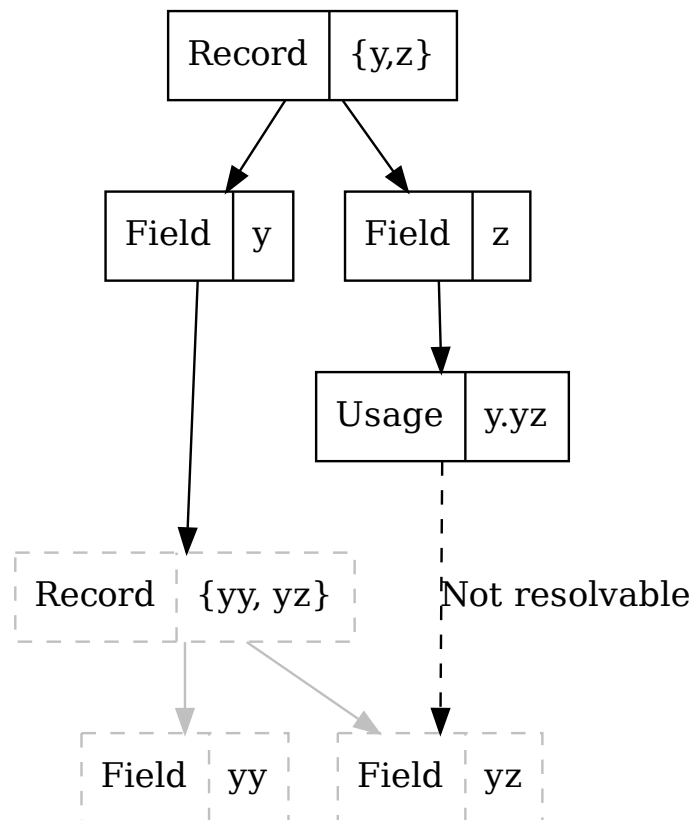 Record {y,z}
Field y
Field z
Usage y.yz
Record {yy, yz}
Not resolvable
Field yy
Field yz